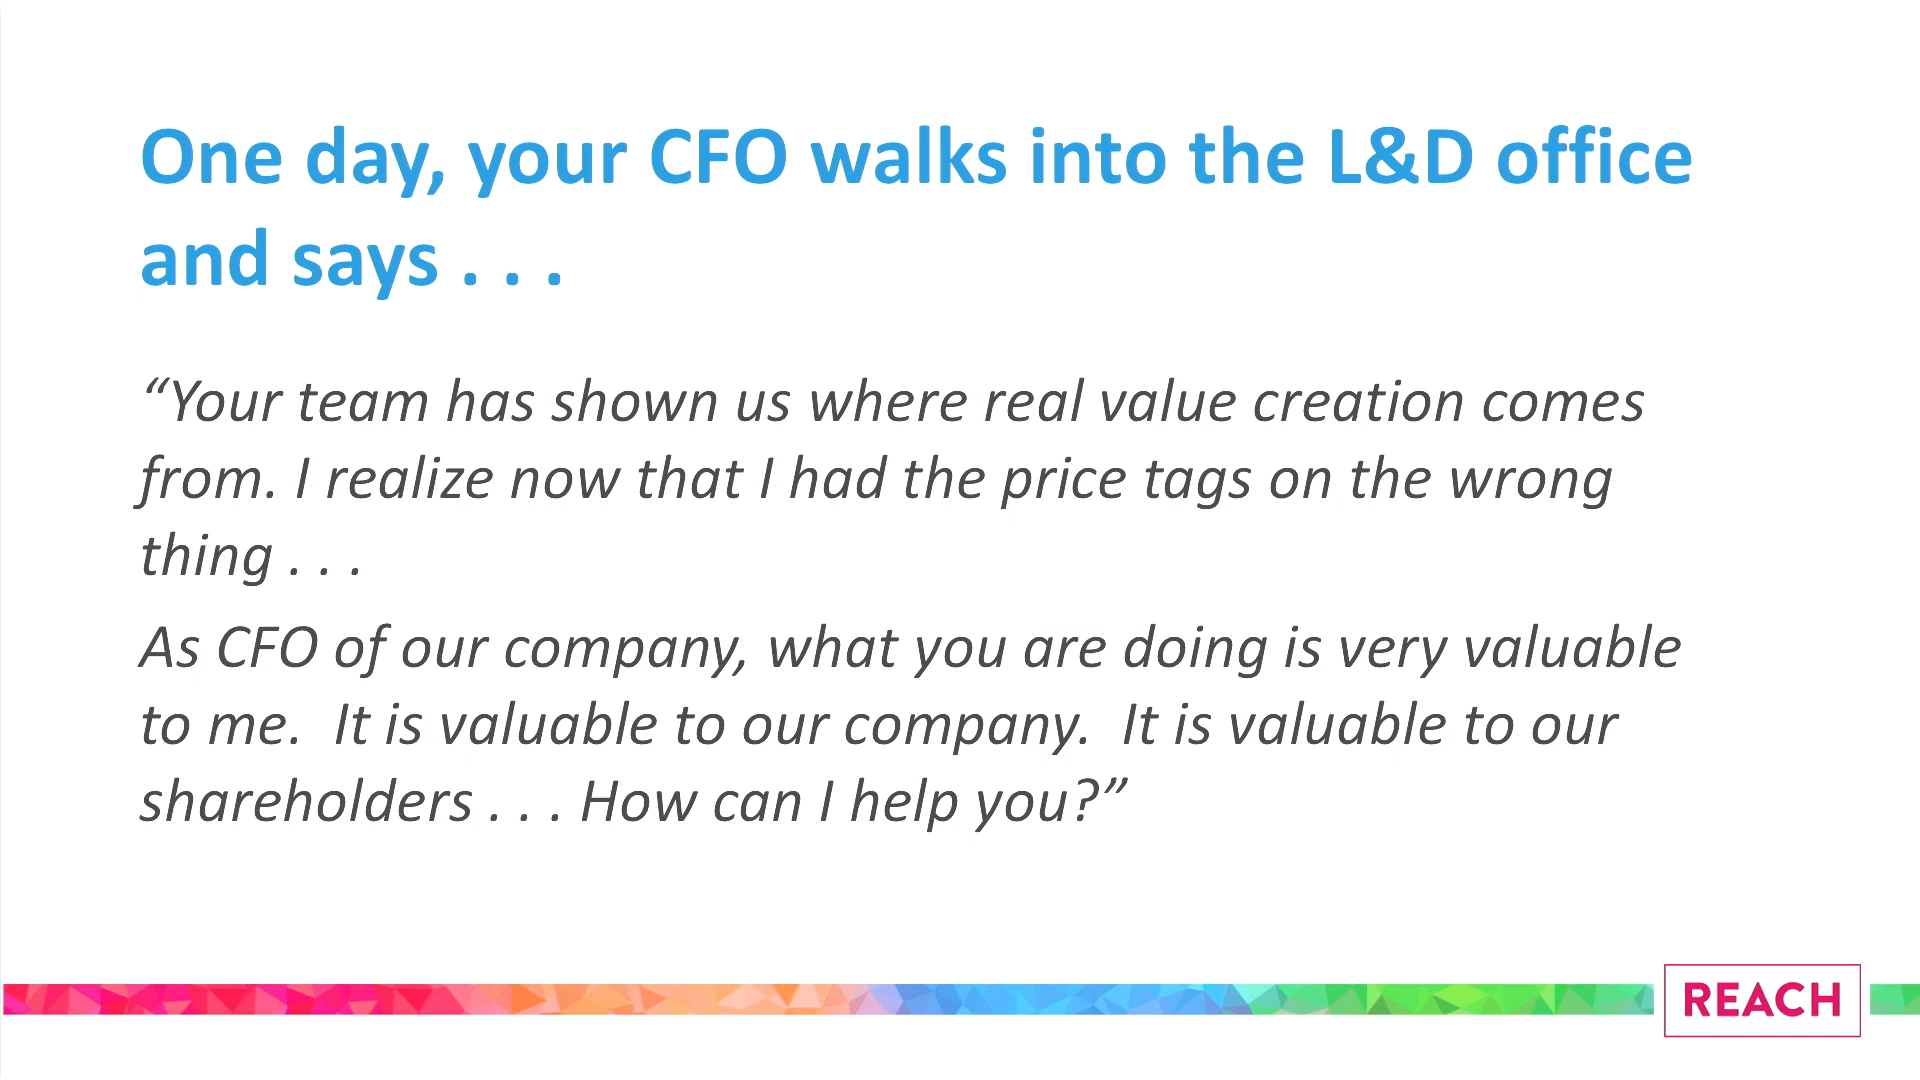 One day, your CFO walks into the L&D office
and says . . .
“Your team has shown us where real value creation comes
from. I realize now that I had the price tags on the wrong
thing . . .
As CFO of our company, what you are doing is very valuable
to me.  It is valuable to our company.  It is valuable to our
shareholders . . . How can I help you?”
REACH